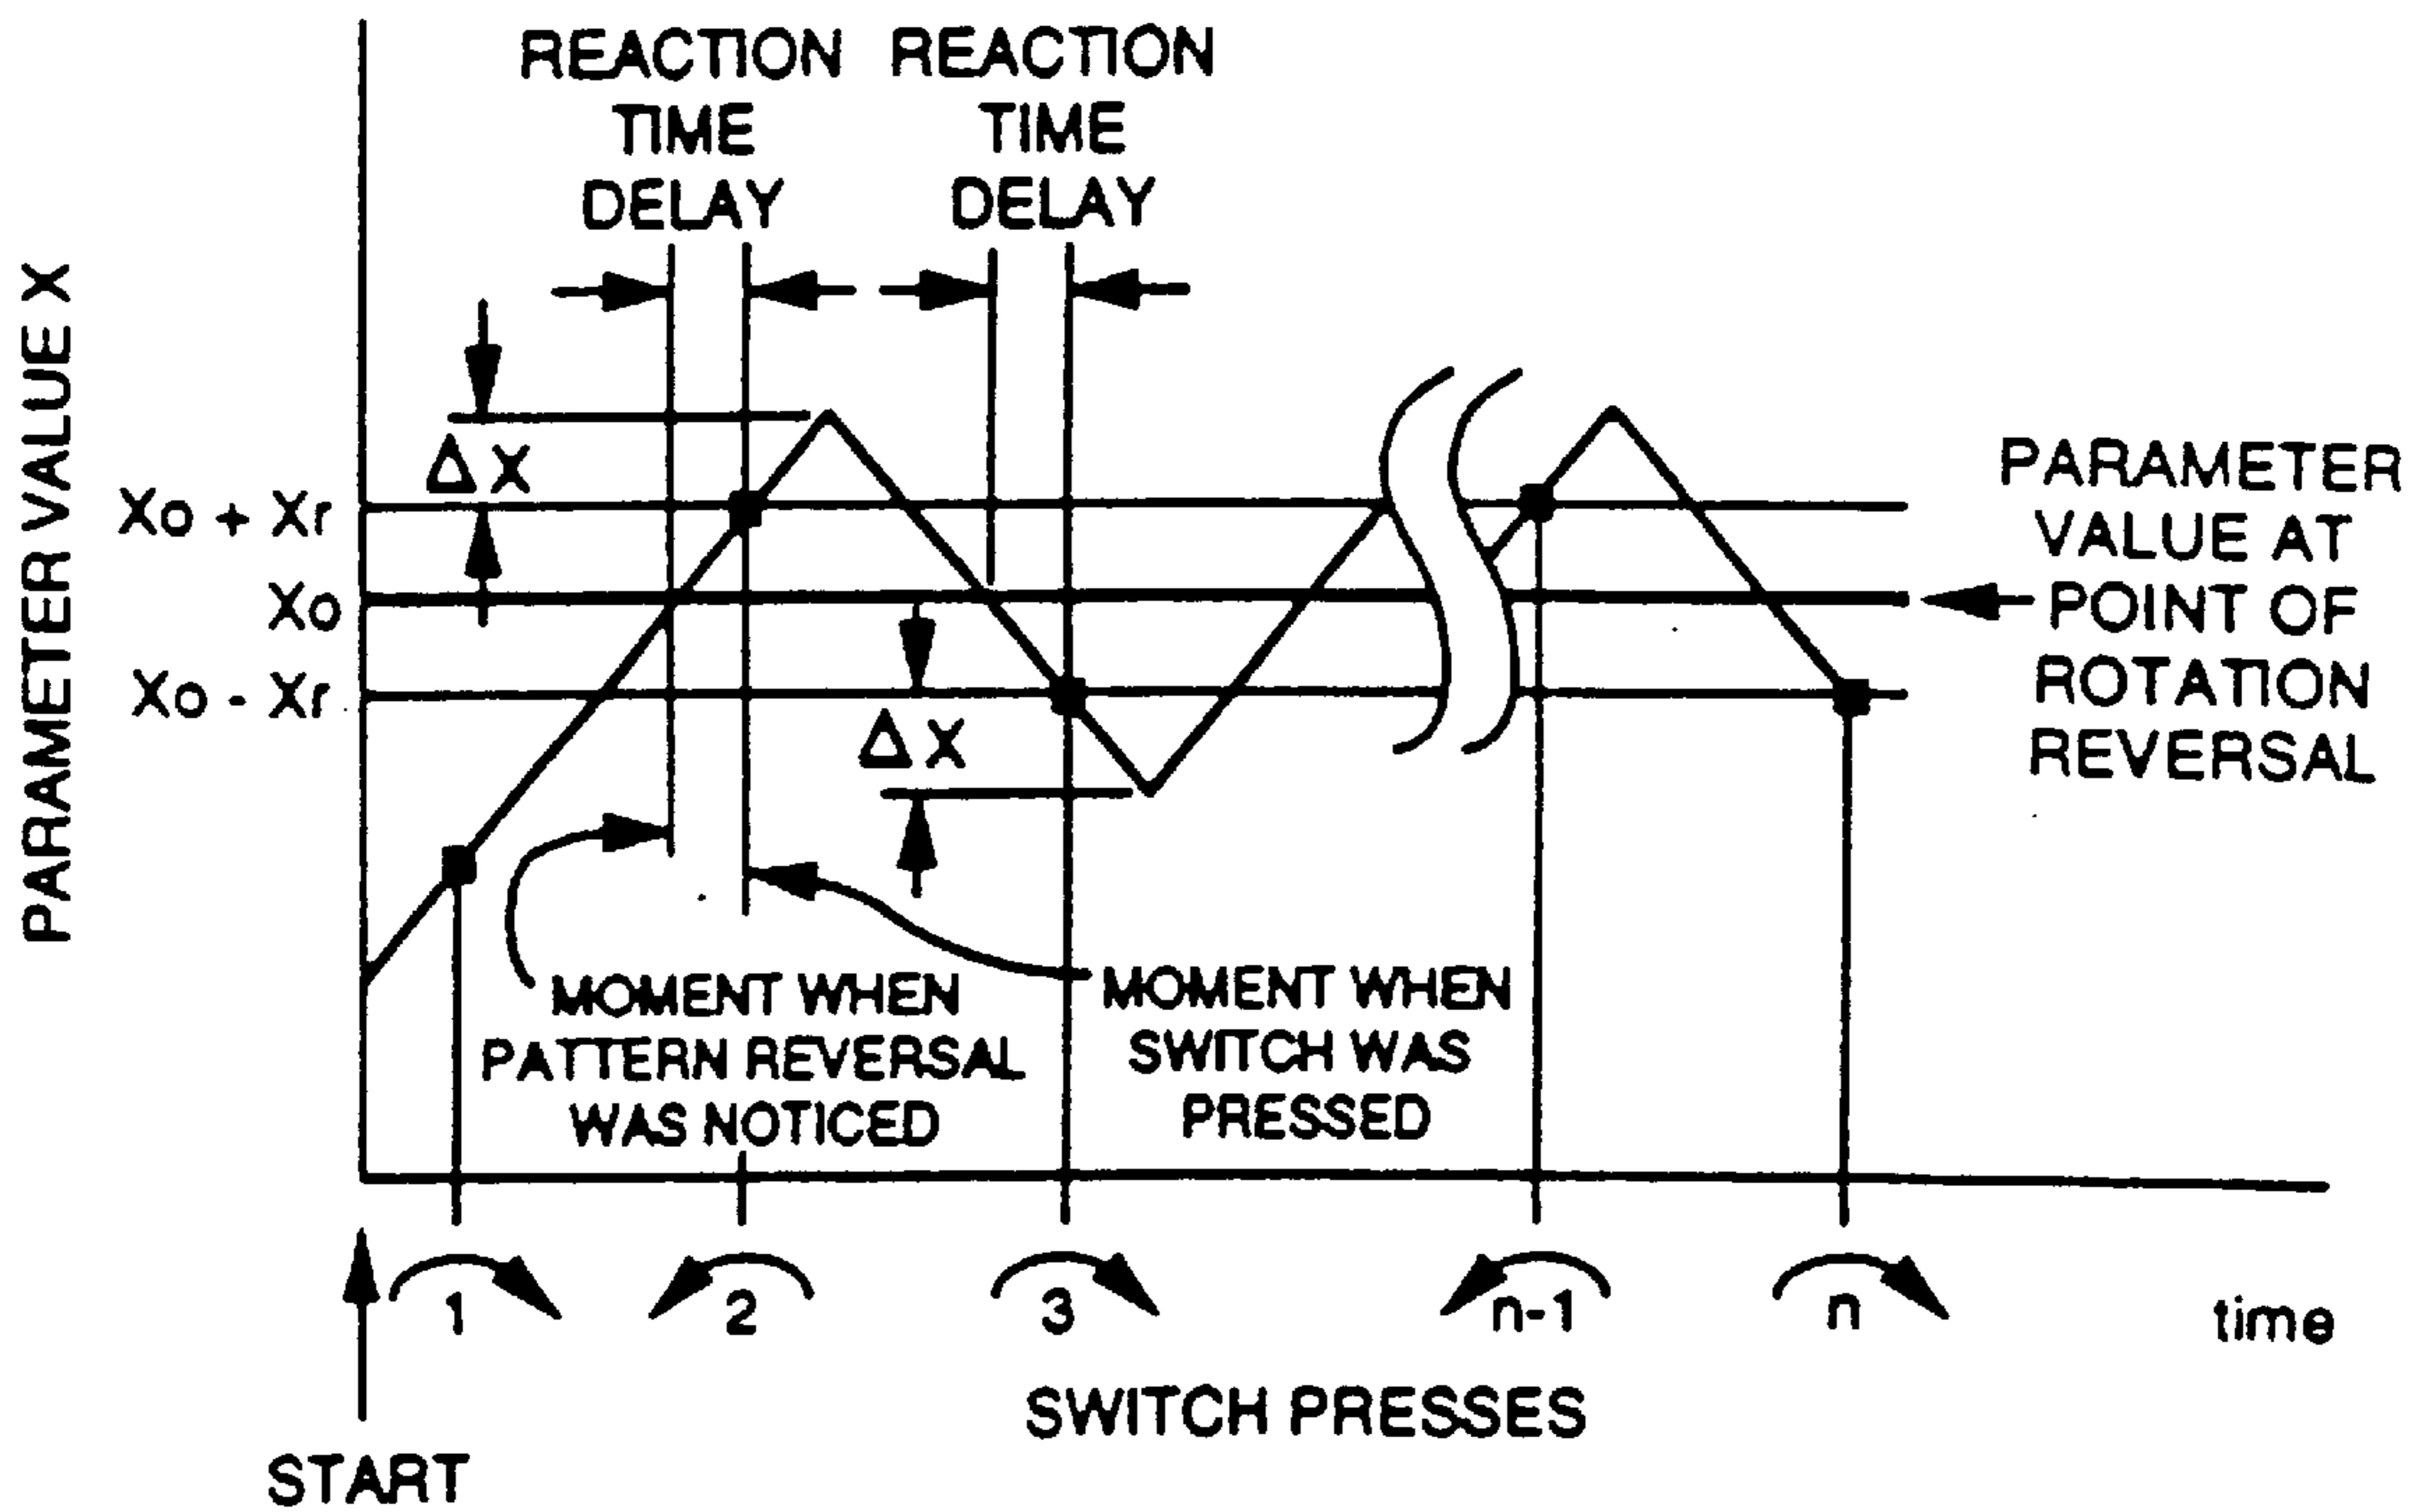 REACTION
TIME
DELAY
REACTION
TIME
DELAY
PARAMETER VALUE X
Δ X
Xo + Xr
Xo
Xo - Xr
Δ X
PARAMETER
VALUE AT
POINT OF
ROTATION
REVERSAL
MOMENT WHEN
PATTERN REVERSAL
WAS NOTICED
MOMENT WHEN
SWITCH WAS
PRESSED
1
2
3
n-1
n
time
SWITCH PRESSES
START